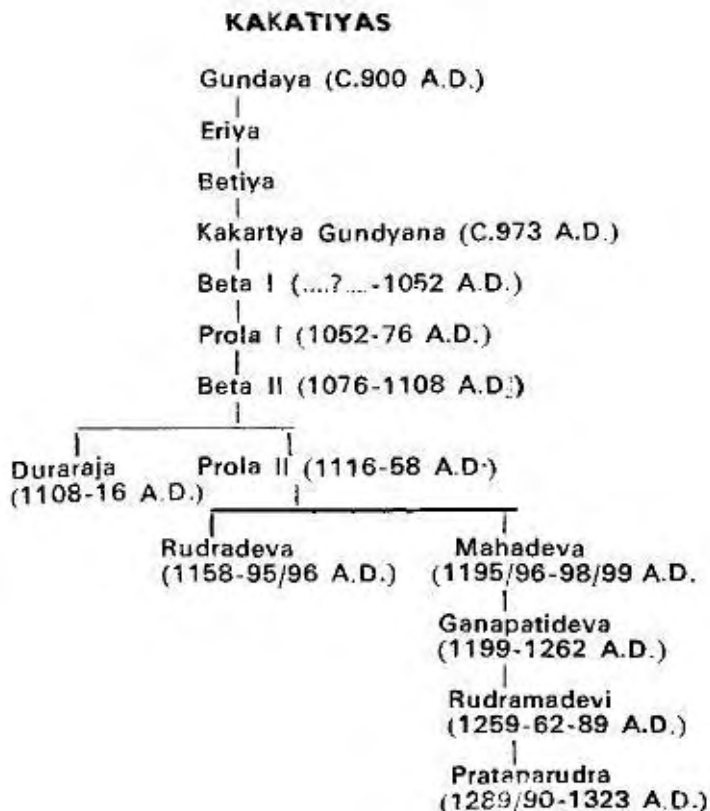 KAKATIYAS
Gundaya (C.900 A.D.)
Eriya
Betiya
Kakartya Gundyana (C.973 A.D.)
Beta I (....?....-1052 A.D.)
Prola I (1052-76 A.D.)
Beta II (1076-1108 A.D.)
Duraraja
(1108-16 A.D.)
Prola II (1116-58 A.D.)
Rudradeva
(1158-95/96 A.D.)
Mahadeva
(1195/96-98/99 A.D.
Ganapatideva
(1199-1262 A.D.)
Rudramadevi
(1259-62-89 A.D.)
Prataparudra
(1289/90-1323 A.D.)